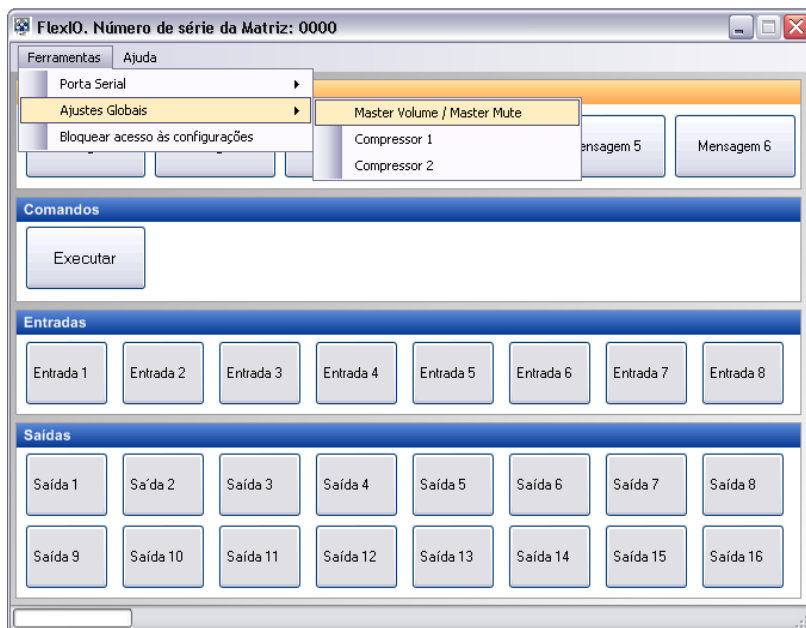 FlexIO. Número de série da Matriz: 0000
Ferramentas Ajuda
Porta Serial
Ajustes Globais
Bloquear acesso às configurações
Master Volume / Master Mute
Compressor 1
Compressor 2
Mensagem 6
Comandos
Executar
Entradas
Entrada 1 Entrada 2 Entrada 3 Entrada 4 Entrada 5 Entrada 6 Entrada 7 Entrada 8
Saídas
Saída 1 Sa´da 2 Saída 3 Saída 4 Saída 5 Saída 6 Saída 7 Saída 8
Saída 9 Saída 10 Saída 11 Saída 12 Saída 13 Saída 14 Saída 15 Saída 16